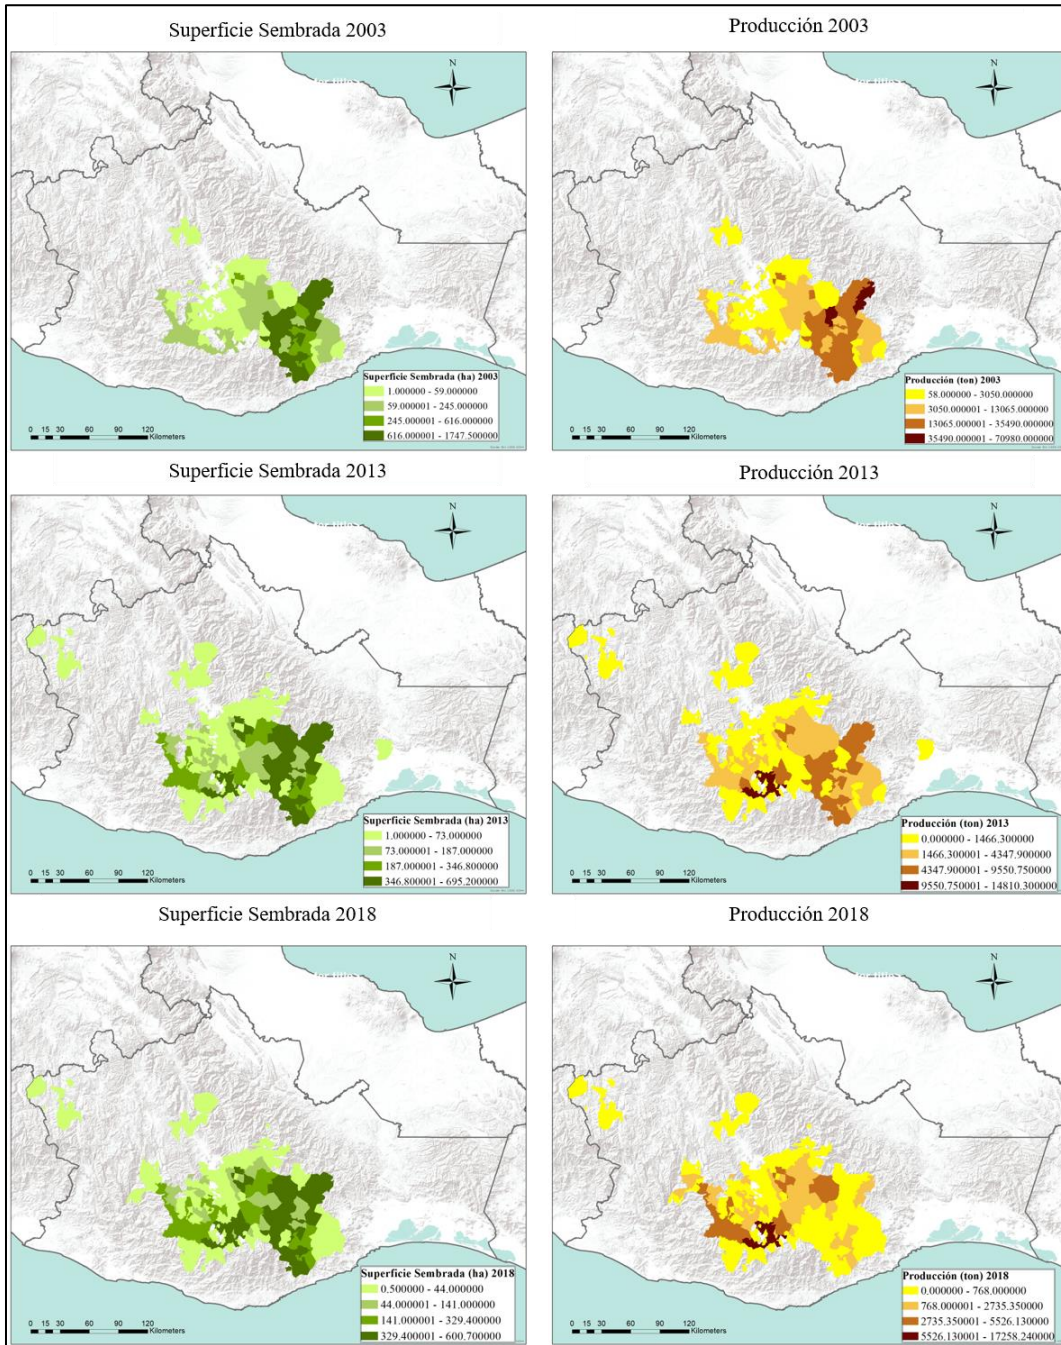 Superficie Sembrada 2003
Producción 2003
N
N
Superficie Sembrada (ha) 2003
1.000000 - 59.000000
59.000001 - 245.000000
245.000001 - 616.000000
616.000001 - 1747.500000
0 15 30 60 90 120
Kilometers
Producción (ton) 2003
58.000000 - 3050.000000
3050.000001 - 13065.000000
13065.000001 - 35490.000000
35490.000001 - 70980.000000
0 15 30 60 90 120
Kilometers
Superficie Sembrada 2013
Producción 2013
N
N
Superficie Sembrada (ha) 2013
1.000000 - 73.000000
73.000001 - 187.000000
187.000001 - 346.800000
346.800001 - 695.200000
0 15 30 60 90 120
Kilometers
Producción (ton) 2013
0.000000 - 1466.300000
1466.300001 - 4347.900000
4347.900001 - 9550.750000
9550.750001 - 14810.300000
0 15 30 60 90 120
Kilometers
Superficie Sembrada 2018
Producción 2018
N
N
Superficie Sembrada (ha) 2018
0.500000 - 44.000000
44.000001 - 141.000000
141.000001 - 329.400000
329.400001 - 600.700000
0 15 30 60 90 120
Kilometers
Producción (ton) 2018
0.000000 - 768.000000
768.000001 - 2735.350000
2735.350001 - 5526.130000
5526.130001 - 17258.240000
0 15 30 60 90 120
Kilometers